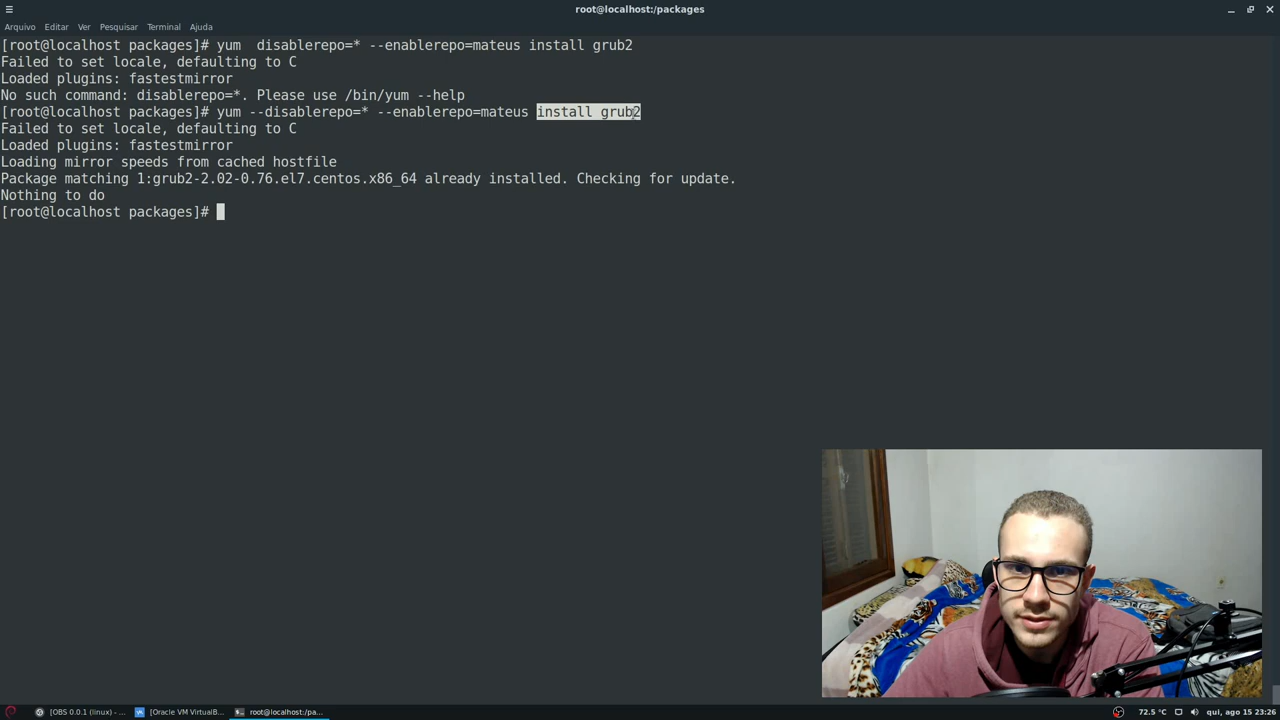 root@localhost:/packages
Arquivo Editar Ver Pesquisar Terminal Ajuda
[root@localhost packages]# yum  disablerepo=* --enablerepo=mateus install grub2
Failed to set locale, defaulting to C
Loaded plugins: fastestmirror
No such command: disablerepo=*. Please use /bin/yum --help
[root@localhost packages]# yum --disablerepo=* --enablerepo=mateus install grub2
Failed to set locale, defaulting to C
Loaded plugins: fastestmirror
Loading mirror speeds from cached hostfile
Package matching 1:grub2-2.02-0.76.el7.centos.x86_64 already installed. Checking for update.
Nothing to do
[root@localhost packages]#
[OBS 0.0.1 (linux) - ... [Oracle VM VirtualB... root@localhost:/pa... 72.5 °C qui, ago 15 23:26